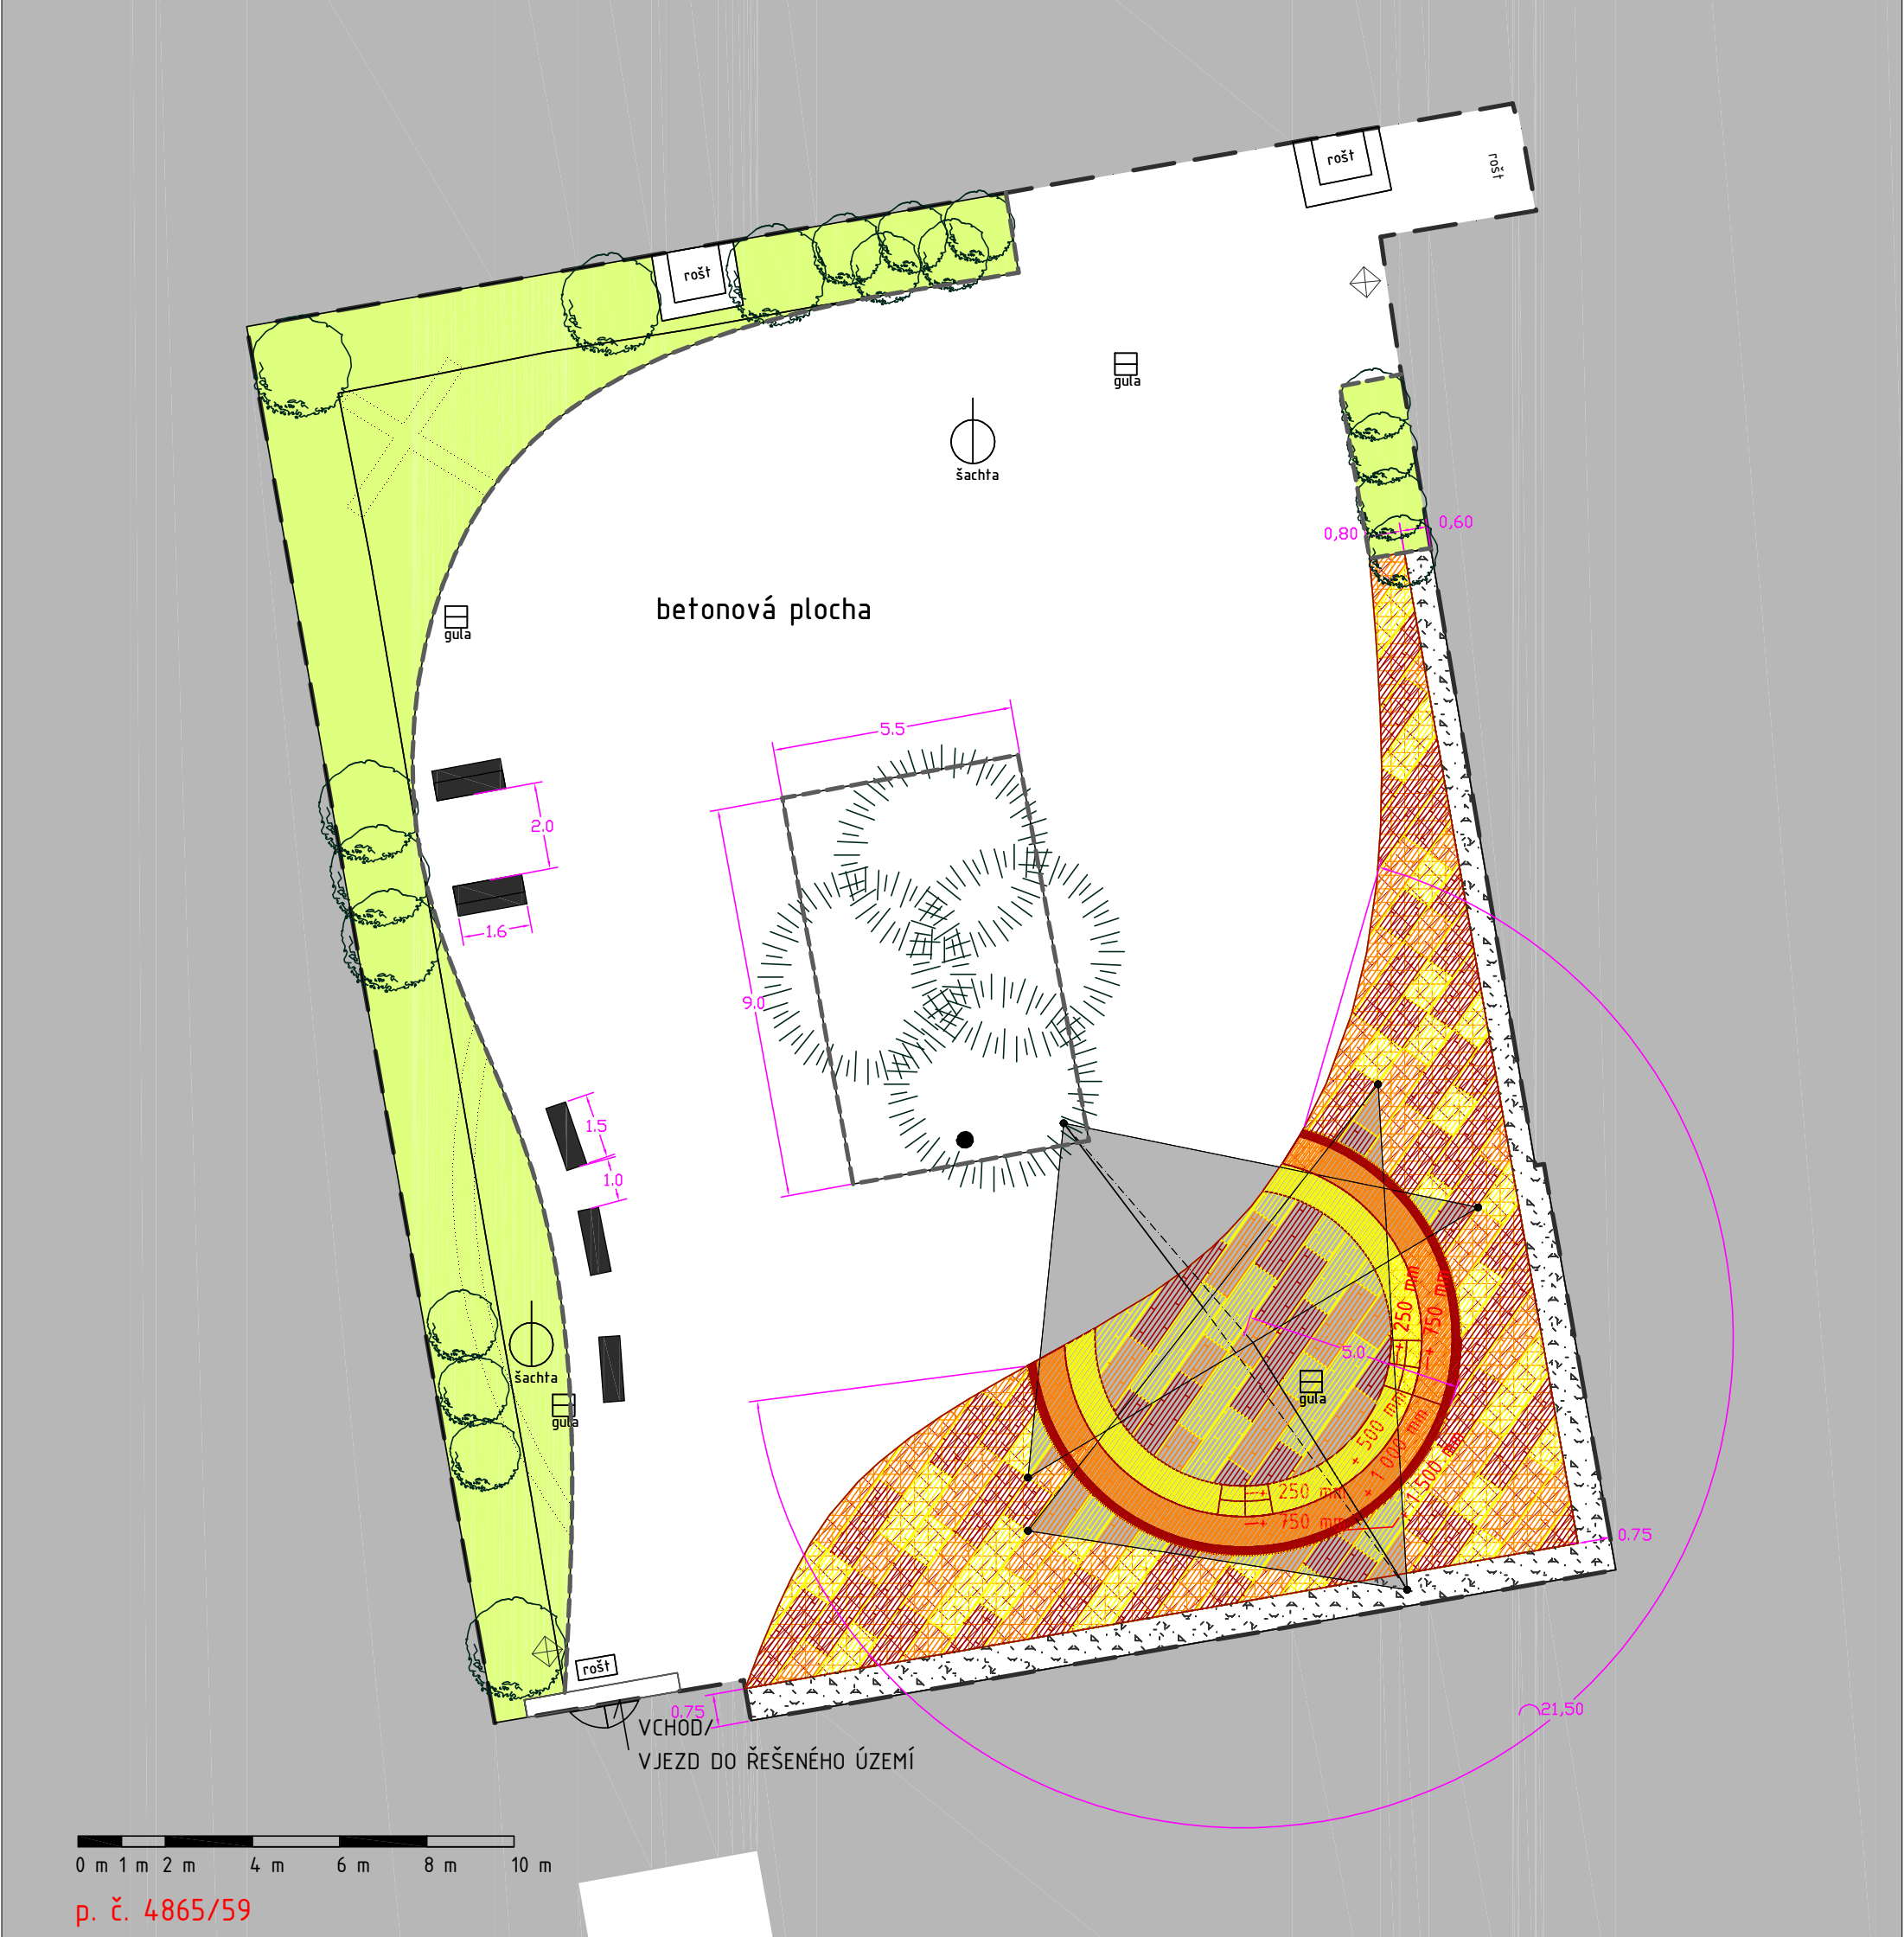 rošt
rošt
rošt
gula
šachta
0,80
0,60
betonová plocha
gula
5.5
2.0
1.6
9.0
1.5
1.0
250 mm
+ 750 mm
5.0
šachta
gula
gula
+ 500 mm
+ 1 000 mm
+ 1 500 mm
+ 250 mm
+ 750 mm
0.75
rošt
0.75
21,50
VCHOD/
VJEZD DO ŘEŠENÉHO ÚZEMÍ
0 m 1 m 2 m 4 m 6 m 8 m 10 m
p. č. 4865/59